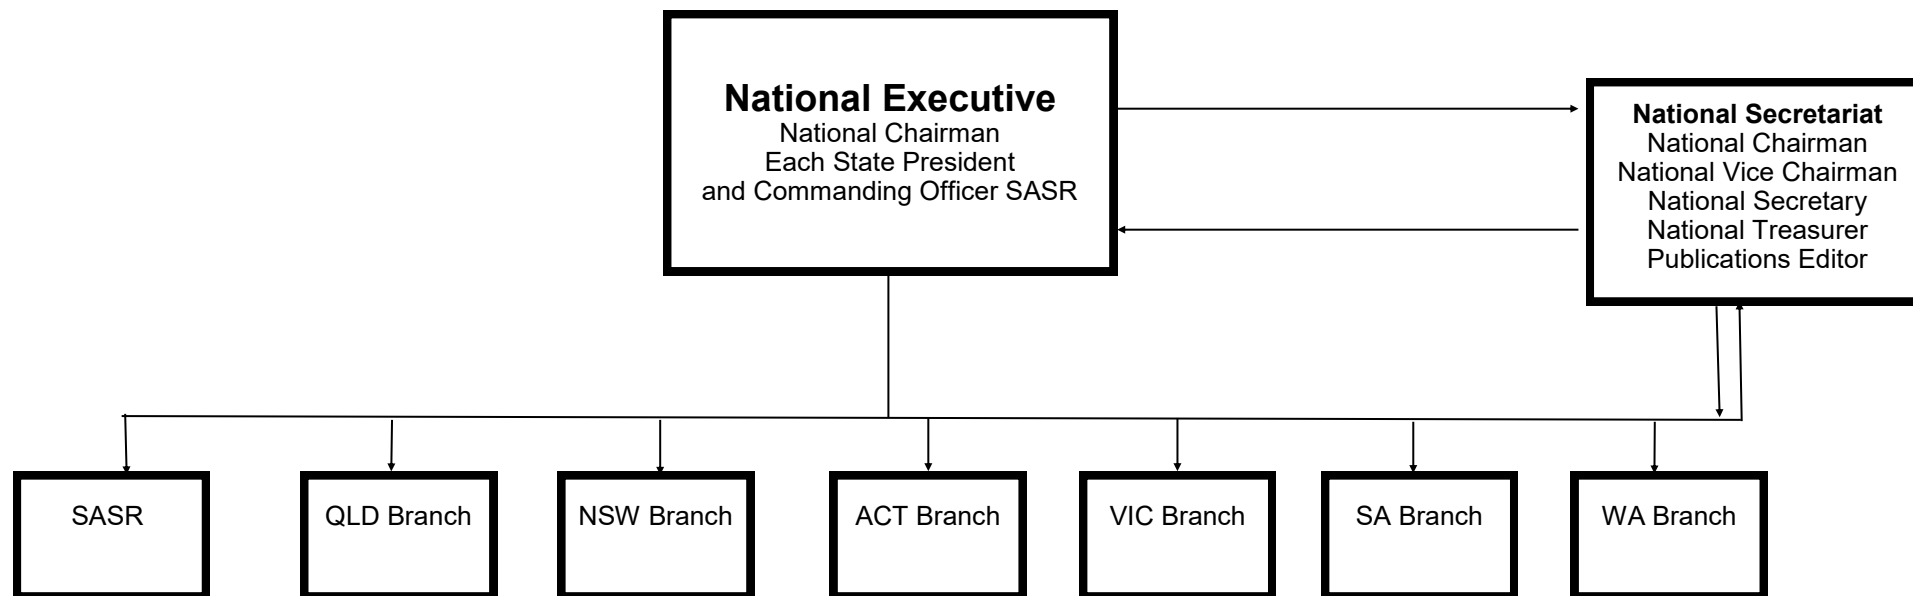 National Executive
National Chairman
Each State President
and Commanding Officer SASR
National Secretariat
National Chairman
National Vice Chairman
National Secretary
National Treasurer
Publications Editor
SASR
QLD Branch
NSW Branch
ACT Branch
VIC Branch
SA Branch
WA Branch